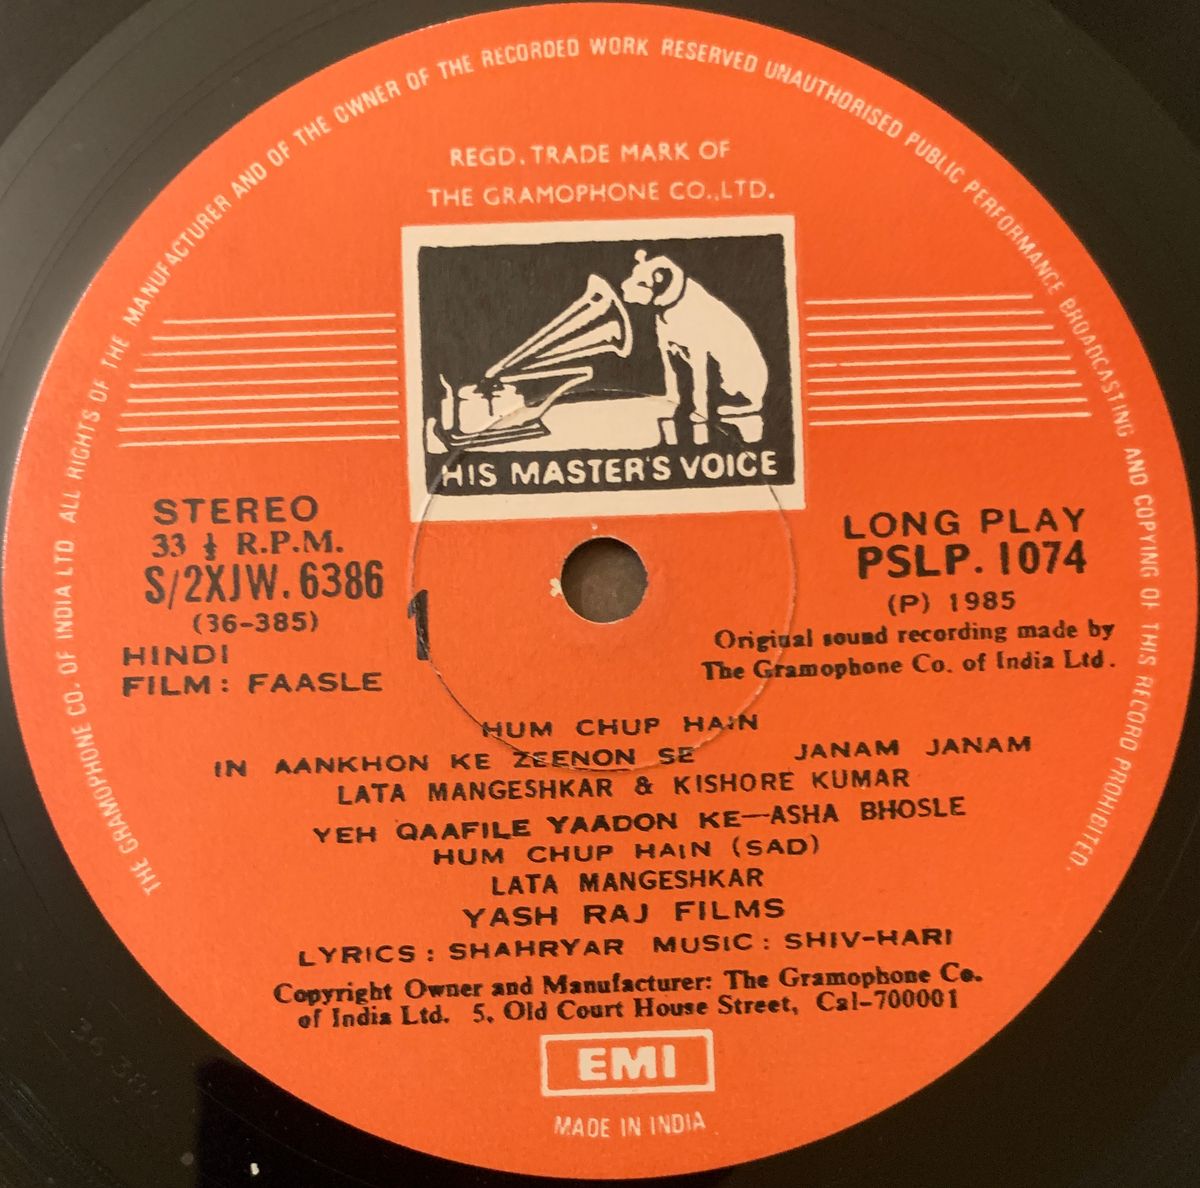 THE GRAMOPHONE CO. OF INDIA LTD ALL RIGHTS OF THE MANUFACTURER AND OF THE OWNER OF THE RECORDED WORK RESERVED UNAUTHORISED PUBLIC PERFORMANCE BROADCASTING AND COPYING OF THIS RECORD PROHIBITED.
REGD. TRADE MARK OF
THE GRAMOPHONE CO., LTD.
HIS MASTER'S VOICE
STEREO
33 ⅓ R.P.M.
S/2XJW. 6386
(36-385)
HINDI
FILM : FAASLE
1
LONG PLAY
PSLP. 1074
(P) 1985
Original sound recording made by
The Gramophone Co. of India Ltd.
HUM CHUP HAIN
IN AANKHON KE ZEENON SE JANAM JANAM
LATA MANGESHKAR & KISHORE KUMAR
YEH QAAFILE YAADON KE—ASHA BHOSLE
HUM CHUP HAIN (SAD)
LATA MANGESHKAR
YASH RAJ FILMS
LYRICS : SHAHRYAR MUSIC : SHIV-HARI
Copyright Owner and Manufacturer: The Gramophone Co.
of India Ltd. 5, Old Court House Street, Cal-700001
EMI
MADE IN INDIA